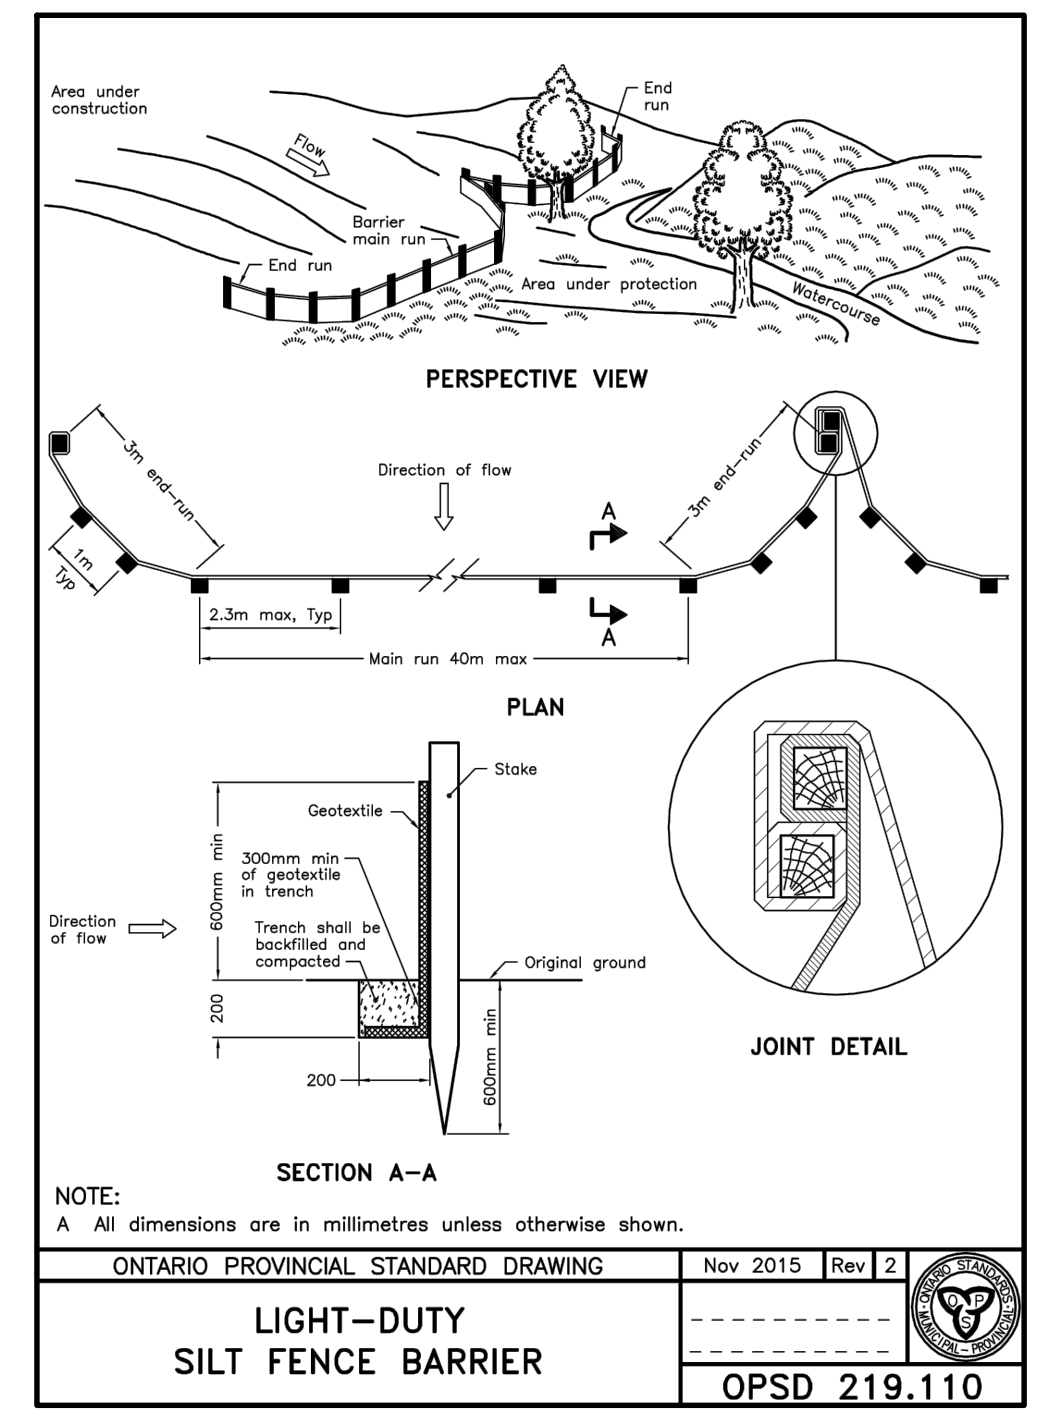 Area under
construction
End
run
Flow
Barrier
main run
End run
Area under protection
Watercourse
PERSPECTIVE VIEW
3m end-run
Direction of flow
3m end-run
A
1m
Typ
2.3m max, Typ
A
Main run 40m max
PLAN
Stake
Geotextile
600mm min
300mm min
of geotextile
in trench
Direction
of flow
Trench shall be
backfilled and
compacted
Original ground
200
600mm min
200
JOINT DETAIL
SECTION A-A
NOTE:
A All dimensions are in millimetres unless otherwise shown.
ONTARIO PROVINCIAL STANDARD DRAWING
Nov 2015 Rev 2
ONTARIO STANDARDS
MUNICIPAL-PROVINCIAL
O P
S
LIGHT-DUTY
SILT FENCE BARRIER
OPSD 219.110